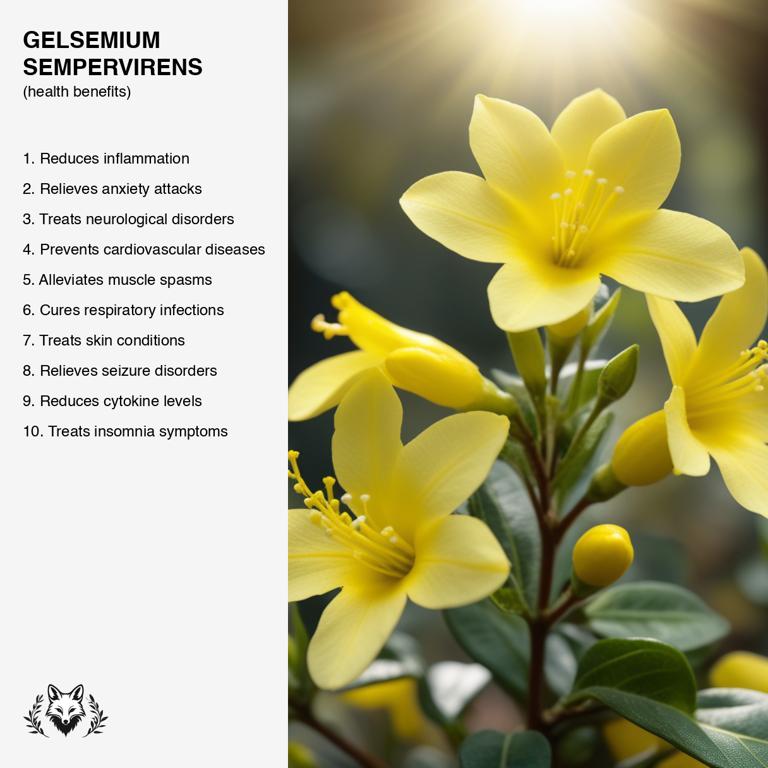 GELSEMIUM
SEMPERVIRENS
(health benefits)
1. Reduces inflammation
2. Relieves anxiety attacks
3. Treats neurological disorders
4. Prevents cardiovascular diseases
5. Alleviates muscle spasms
6. Cures respiratory infections
7. Treats skin conditions
8. Relieves seizure disorders
9. Reduces cytokine levels
10. Treats insomnia symptoms